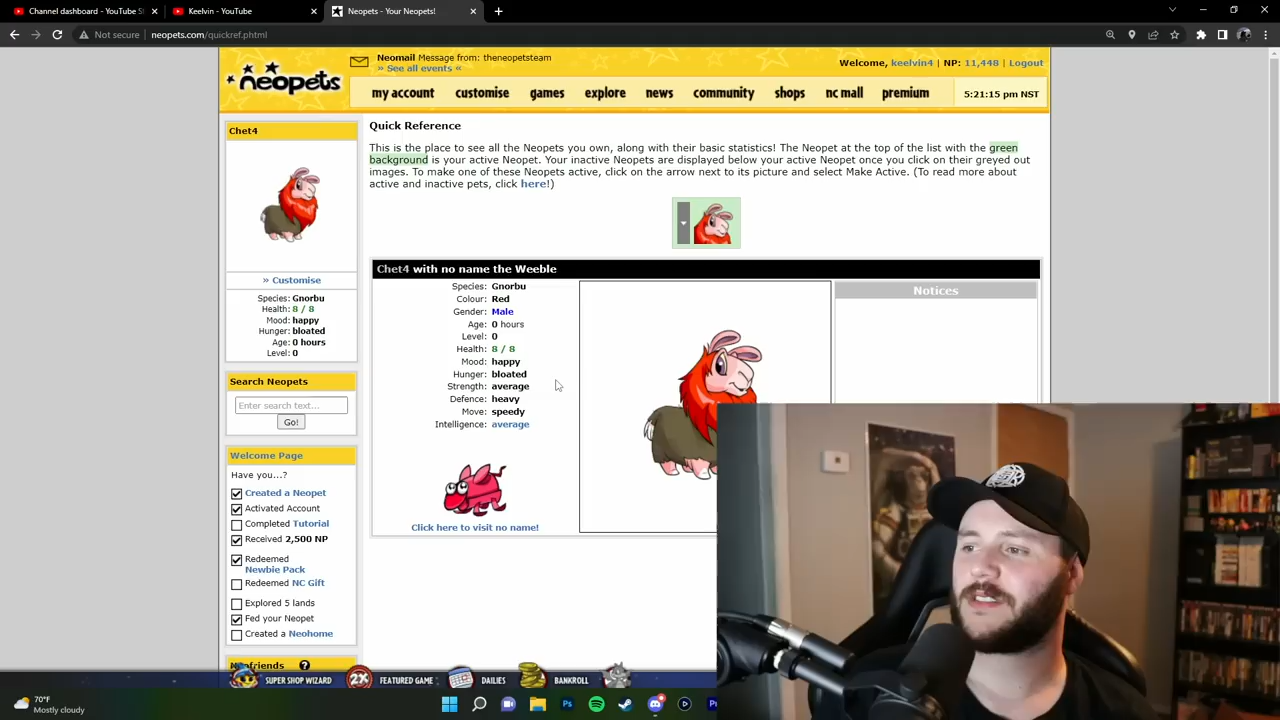 Channel dashboard - YouTube S
Keelvin - YouTube
Neopets - Your Neopets!
Not secure
neopets.com/quickref.phtml
Neomail Message from: theneopetsteam
» See all events «
Welcome, keelvin4 | NP: 11,448 | Logout
neopets
my account
customise
games
explore
news
community
shops
nc mall
premium
5:21:15 pm NST
Chet4
» Customise
Species: Gnorbu
Health: 8 / 8
Mood: happy
Hunger: bloated
Age: 0 hours
Level: 0
Search Neopets
Enter search text...
Go!
Welcome Page
Have you...?
Created a Neopet
Activated Account
Completed Tutorial
Received 2,500 NP
Redeemed
Newbie Pack
Redeemed NC Gift
Explored 5 lands
Fed your Neopet
Created a Neohome
Quick Reference
This is the place to see all the Neopets you own, along with their basic statistics! The Neopet at the top of the list with the green
background is your active Neopet. Your inactive Neopets are displayed below your active Neopet once you click on their greyed out
images. To make one of these Neopets active, click on the arrow next to its picture and select Make Active. (To read more about
active and inactive pets, click here!)
Chet4 with no name the Weeble
Species: Gnorbu
Colour: Red
Gender: Male
Age: 0 hours
Level: 0
Health: 8 / 8
Mood: happy
Hunger: bloated
Strength: average
Defence: heavy
Move: speedy
Intelligence: average
Click here to visit no name!
Notices
SUPER SHOP WIZARD
2X
FEATURED GAME
DAILIES
BANKROLL
70°F
Mostly cloudy